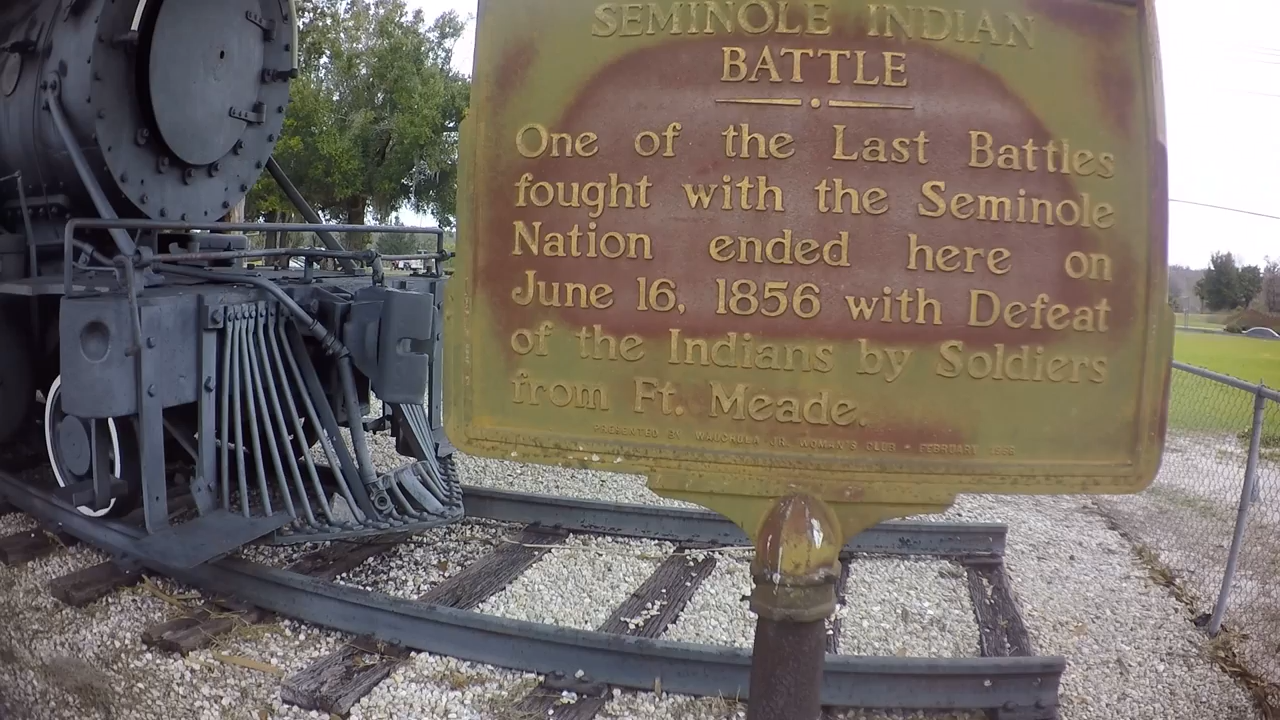 SEMINOLE INDIAN
BATTLE
One of the Last Battles
fought with the Seminole
Nation ended here on
June 16, 1856 with Defeat
of the Indians by Soldiers
from Ft. Meade.
PRESENTED BY WAUCHULA JR. WOMAN'S CLUB - FEBRUARY